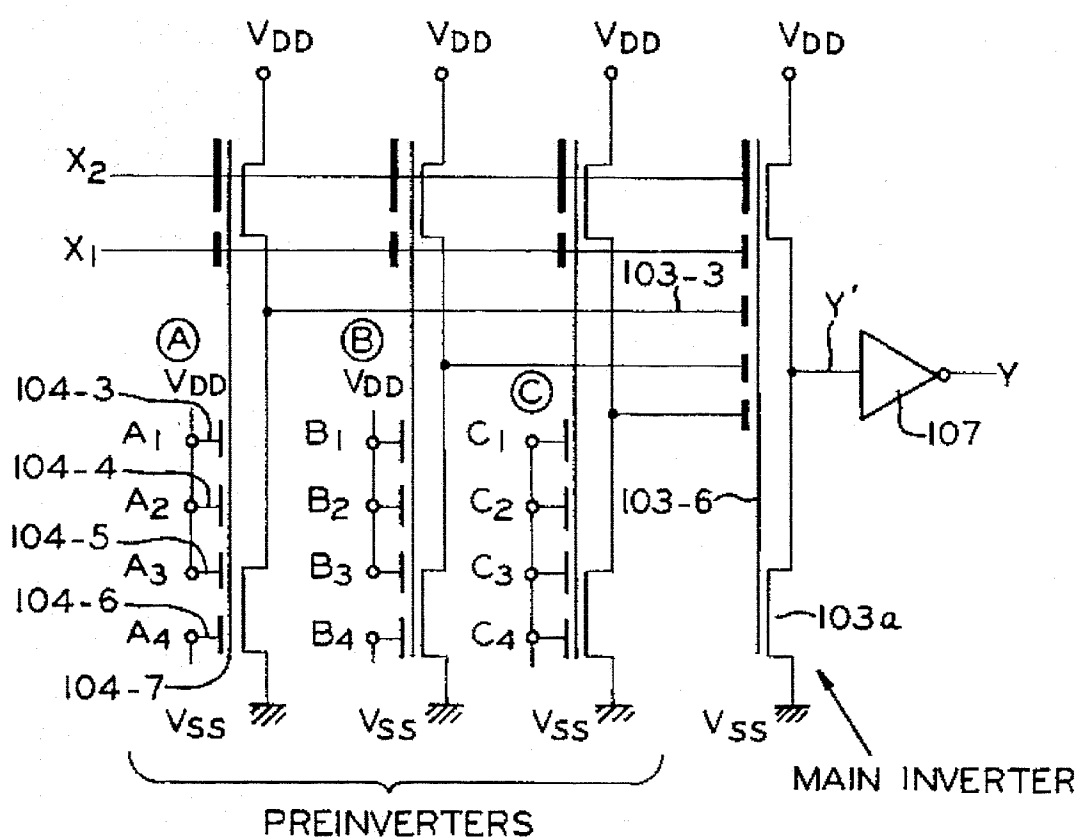 VDD VDD VDD VDD
X2
X1
103-3
Y'
Ⓐ Ⓑ Ⓒ
VDD VDD
104-3
Y
A1 B1 C1
107
104-4
A2 B2 C2
103-6
104-5
A3 B3 C3
104-6
103a
A4 B4 C4
104-7
VSS VSS VSS VSS
MAIN INVERTER
PREINVERTERS